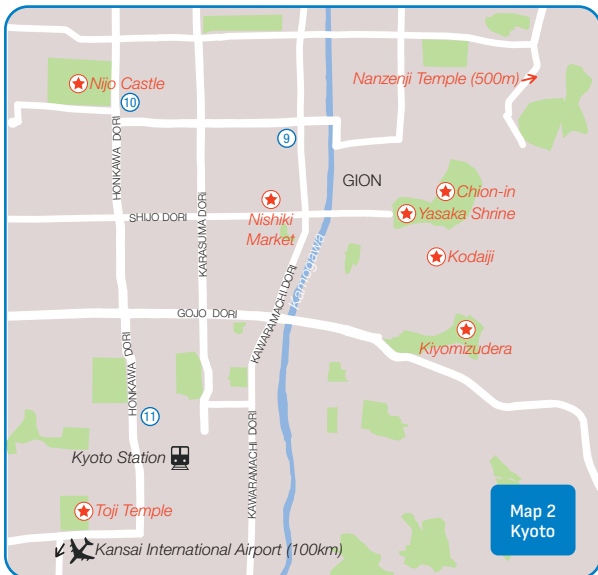 Nijo Castle
Nanzenji Temple (500m)
10
9
HONKAWA DORI
GION
Chion-in
KARASUMA DORI
SHIJO DORI
Nishiki
Market
Yasaka Shrine
Kamogawa
Kodaiji
KAWARAMACHI DORI
GOJO DORI
Kiyomizudera
HONKAWA DORI
11
KAWARAMACHI DORI
Kyoto Station
Toji Temple
Map 2
Kyoto
Kansai International Airport (100km)